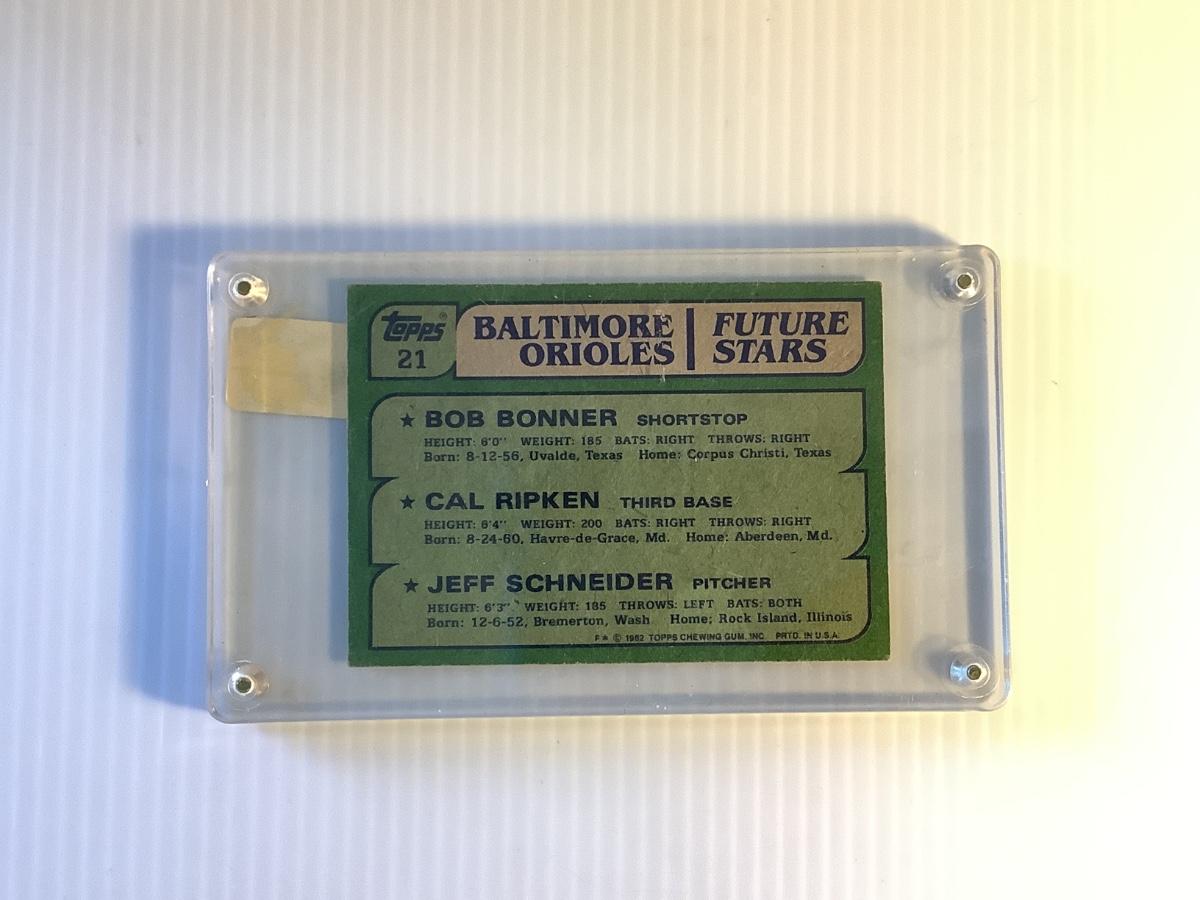 Topps®
21
BALTIMORE ORIOLES | FUTURE STARS
★ BOB BONNER SHORTSTOP
HEIGHT: 6'0'' WEIGHT: 185 BATS: RIGHT THROWS: RIGHT
Born: 8-12-56, Uvalde, Texas Home: Corpus Christi, Texas
★ CAL RIPKEN THIRD BASE
HEIGHT: 6'4'' WEIGHT: 200 BATS: RIGHT THROWS: RIGHT
Born: 8-24-60, Havre-de-Grace, Md. Home: Aberdeen, Md.
★ JEFF SCHNEIDER PITCHER
HEIGHT: 6'3'' WEIGHT: 185 THROWS: LEFT BATS: BOTH
Born: 12-6-52, Bremerton, Wash Home: Rock Island, Illinois
F★ © 1982 TOPPS CHEWING GUM, INC. PRTD. IN U.S.A.